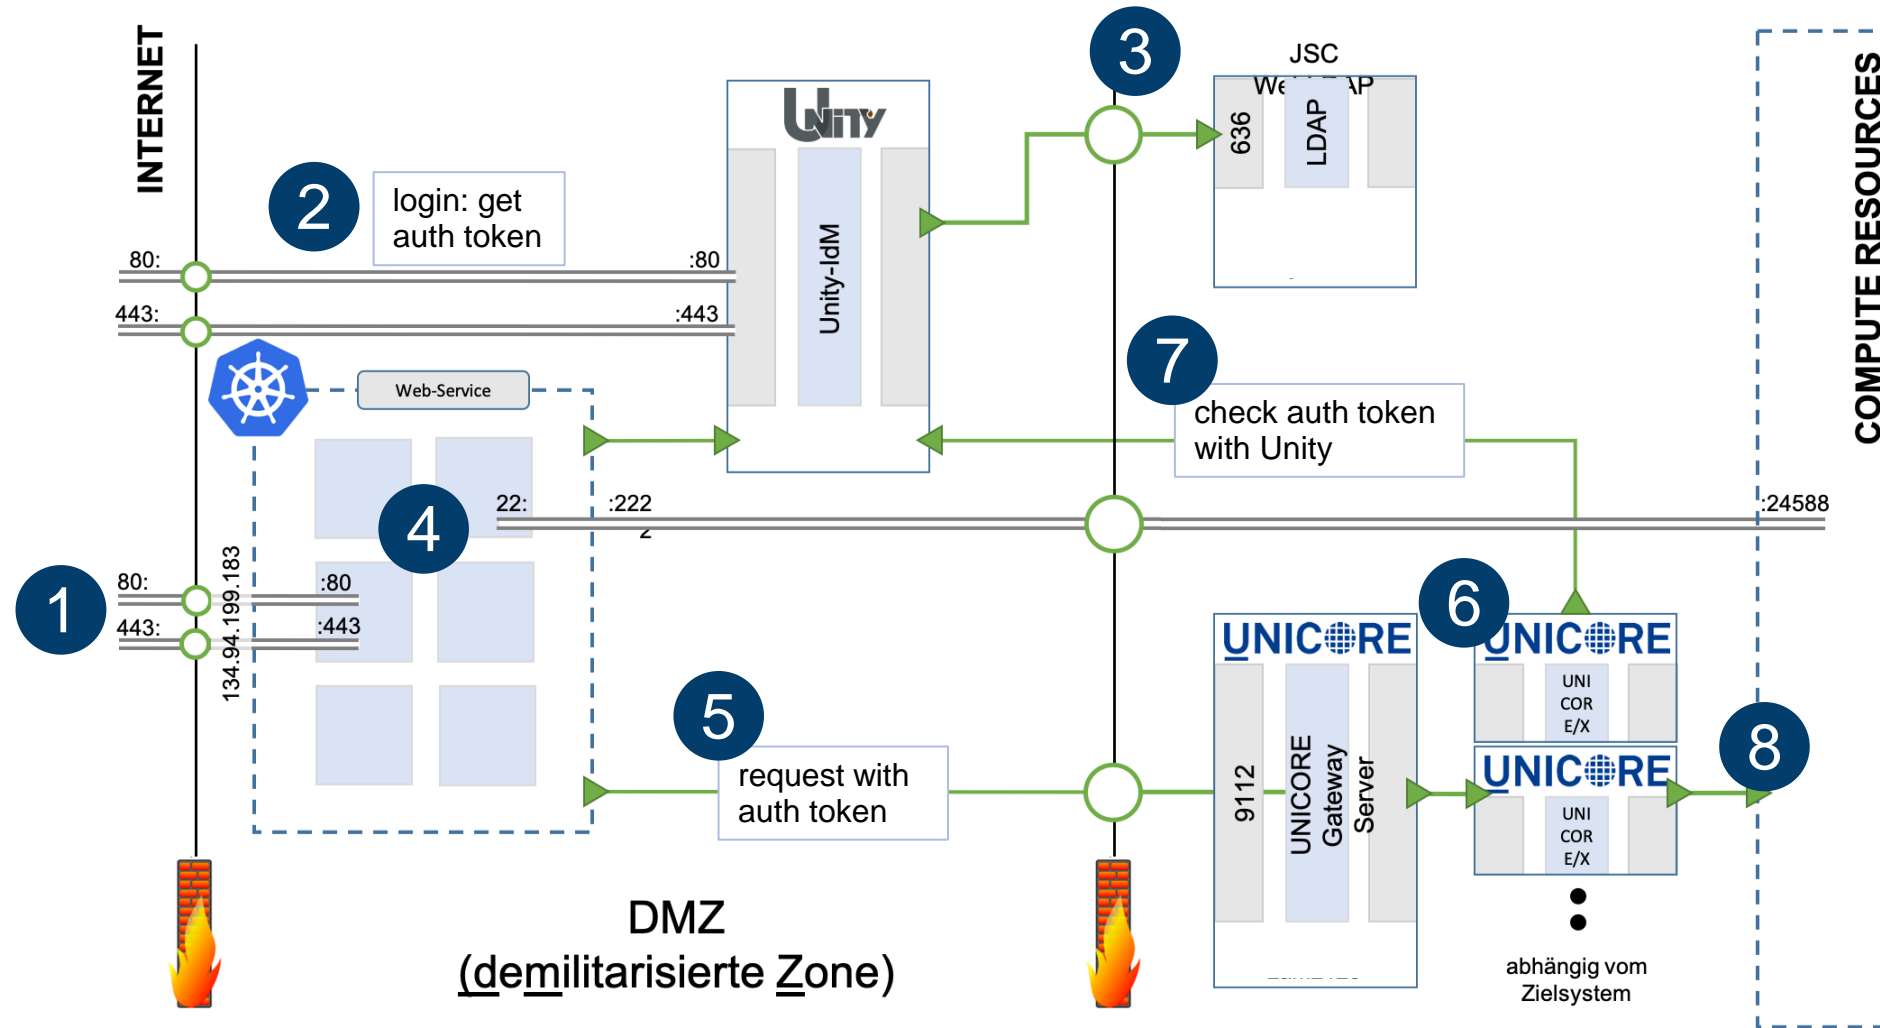 INTERNET
2
login: get
auth token
80:
:80
443:
:443
UNiTY
Unity-IdM
3
JSC
636
LDAP
COMPUTE RESOURCES
Web-Service
7
check auth token
with Unity
4
22:
:222
2
:24588
1
80:
:80
443:
:443
134.94.199.183
5
request with
auth token
UNICORE
9112
UNICORE
Gateway
Server
6
UNICORE
UNI
COR
E/X
UNICORE
UNI
COR
E/X
8
abhängig vom
Zielsystem
DMZ
(demilitarisierte Zone)